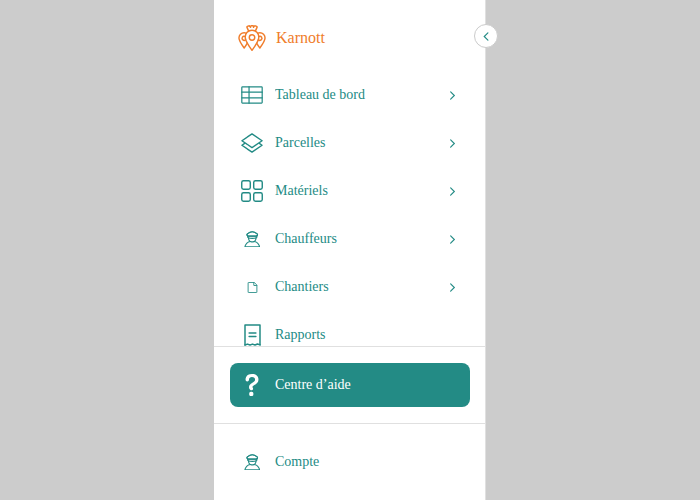 Karnott
Tableau de bord
Parcelles
Matériels
Chauffeurs
Chantiers
Rapports
Centre d’aide
Compte